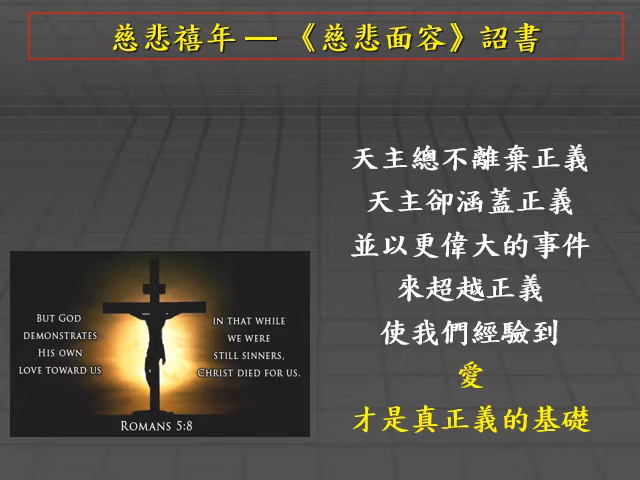 慈悲禧年 — 《慈悲面容》詔書
天主總不離棄正義
天主卻涵蓋正義
並以更偉大的事件
來超越正義
使我們經驗到
愛
才是真正義的基礎
BUT GOD
DEMONSTRATES
HIS OWN
LOVE TOWARD US
IN THAT WHILE
WE WERE
STILL SINNERS,
CHRIST DIED FOR US.
ROMANS 5:8